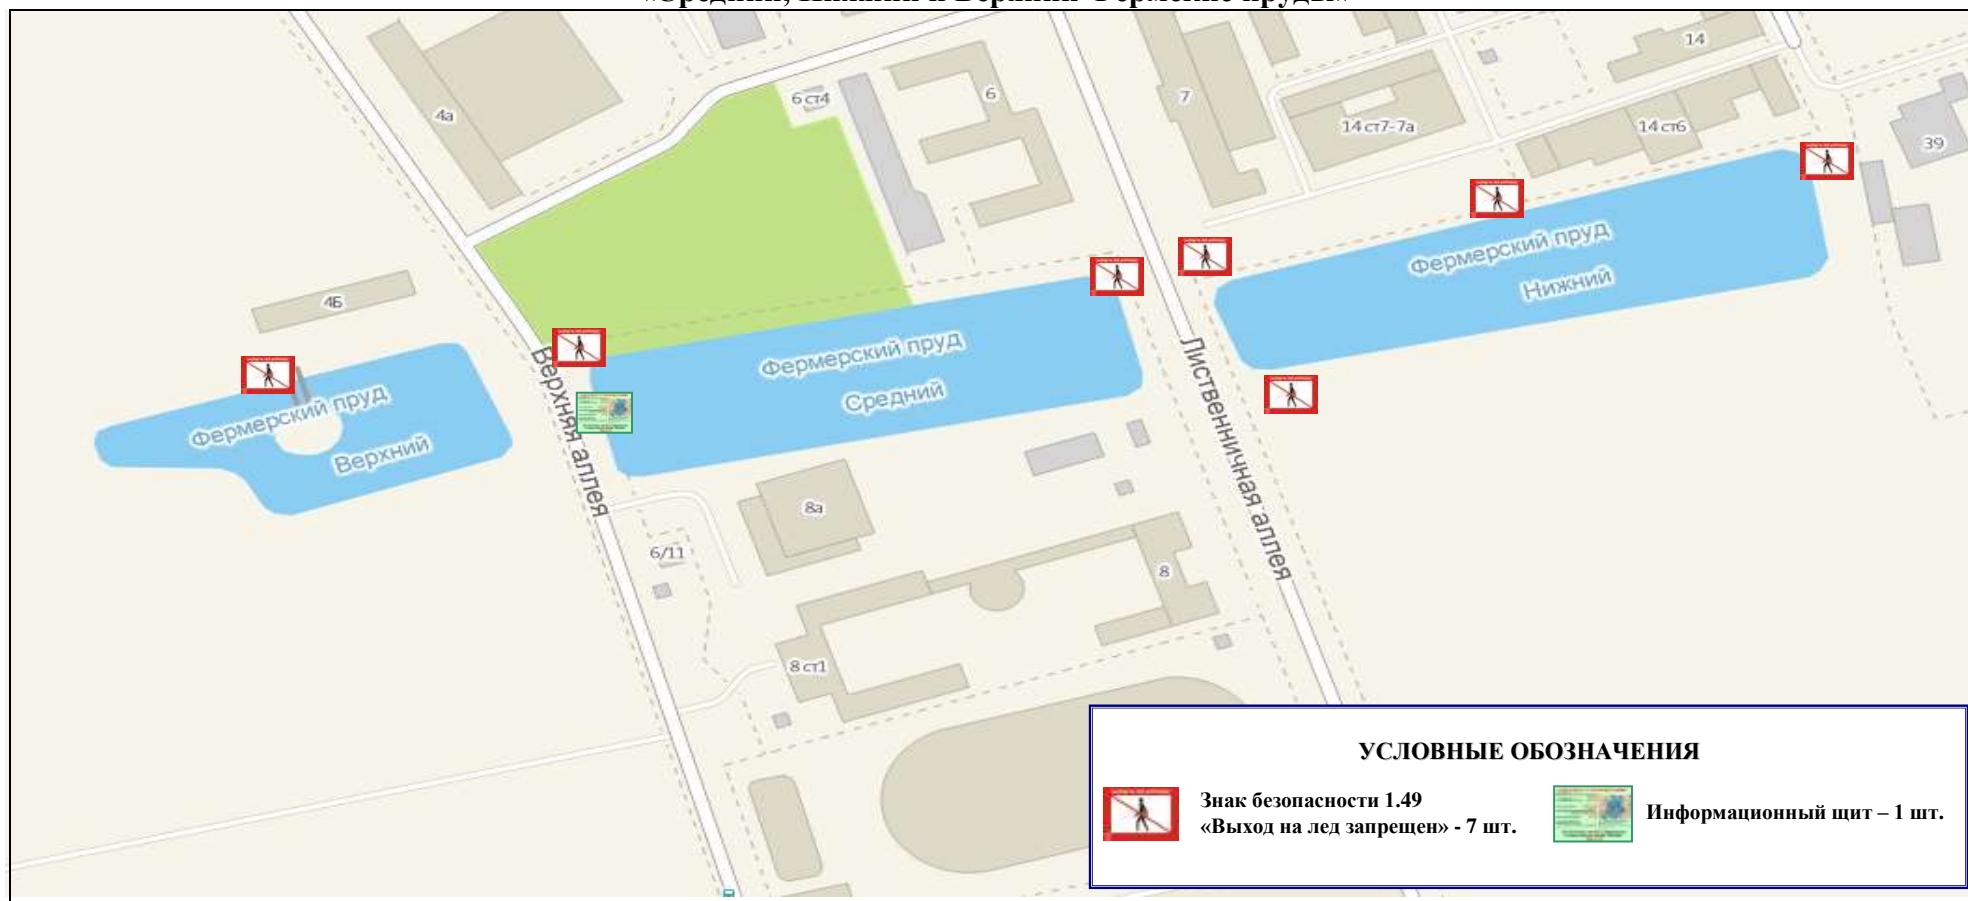 14
6 ст4
6
7
4а
14 ст7-7а
14 ст6
39
Фермерский пруд
Нижний
4Б
Фермерский пруд
Средний
Фермерский пруд
Верхний
Верхняя аллея
Лиственничная аллея
8а
6/11
8
8 ст1
УСЛОВНЫЕ ОБОЗНАЧЕНИЯ
Знак безопасности 1.49
«Выход на лед запрещен» - 7 шт.
Информационный щит – 1 шт.